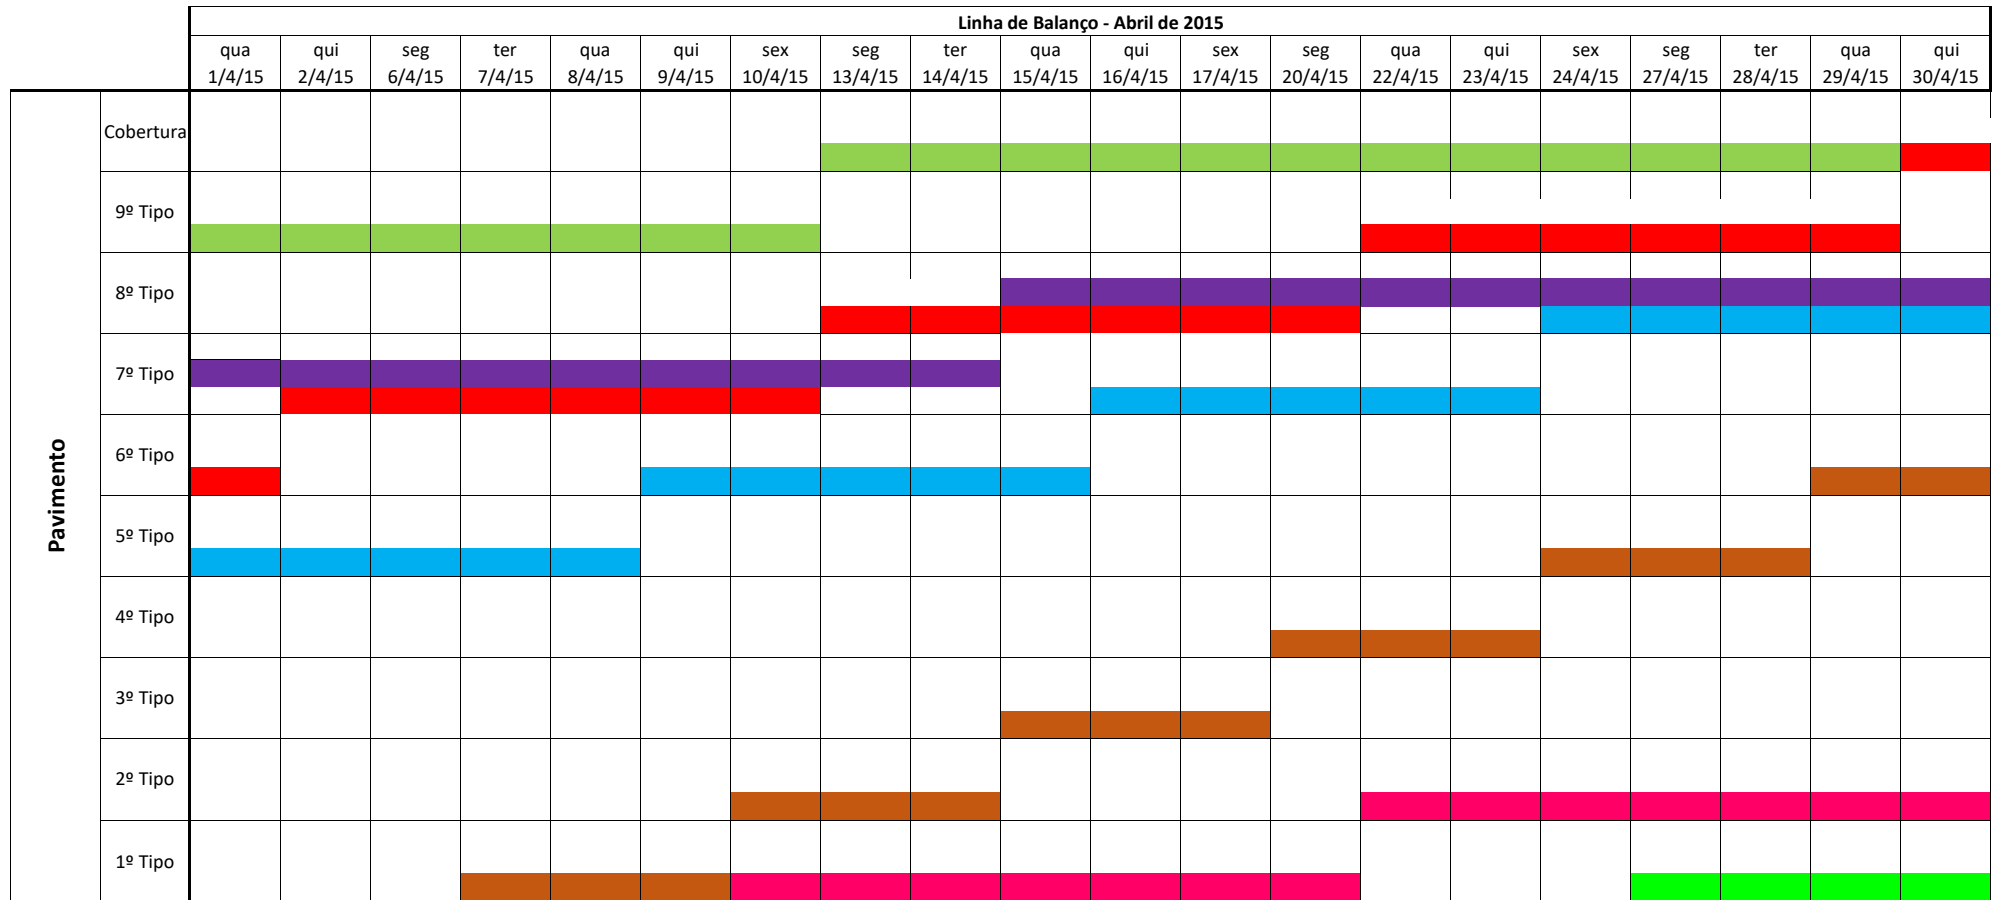 Linha de Balanço - Abril de 2015
qua qui seg ter qua qui sex seg ter qua qui sex seg qua qui sex seg ter qua qui
1/4/15 2/4/15 6/4/15 7/4/15 8/4/15 9/4/15 10/4/15 13/4/15 14/4/15 15/4/15 16/4/15 17/4/15 20/4/15 22/4/15 23/4/15 24/4/15 27/4/15 28/4/15 29/4/15 30/4/15
Pavimento
Cobertura
9º Tipo
8º Tipo
7º Tipo
6º Tipo
5º Tipo
4º Tipo
3º Tipo
2º Tipo
1º Tipo